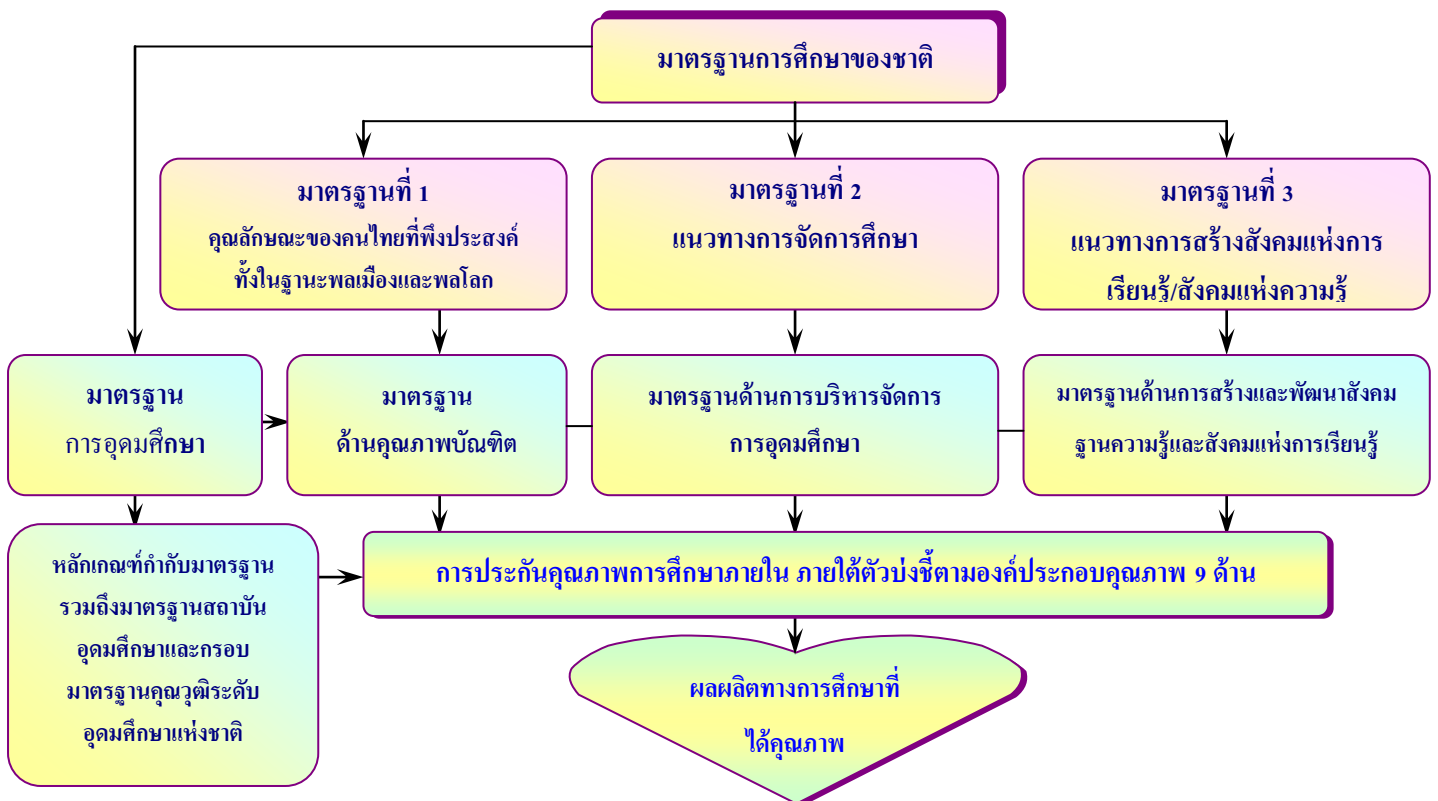 มาตรฐานการศึกษาของชาติ
มาตรฐานที่ 1
คุณลักษณะของคนไทยที่พึงประสงค์
ทั้งในฐานะพลเมืองและพลโลก
มาตรฐานที่ 2
แนวทางการจัดการศึกษา
มาตรฐานที่ 3
แนวทางการสร้างสังคมแห่งการ
เรียนรู้/สังคมแห่งความรู้
มาตรฐาน
การอุดมศึกษา
มาตรฐาน
ด้านคุณภาพบัณฑิต
มาตรฐานด้านการบริหารจัดการ
การอุดมศึกษา
มาตรฐานด้านการสร้างและพัฒนาสังคม
ฐานความรู้และสังคมแห่งการเรียนรู้
หลักเกณฑ์กำกับมาตรฐาน
รวมถึงมาตรฐานสถาบัน
อุดมศึกษาและกรอบ
มาตรฐานคุณวุฒิระดับ
อุดมศึกษาแห่งชาติ
การประกันคุณภาพการศึกษาภายใน ภายใต้ตัวบ่งชี้ตามองค์ประกอบคุณภาพ 9 ด้าน
ผลผลิตทางการศึกษาที่
ได้คุณภาพ